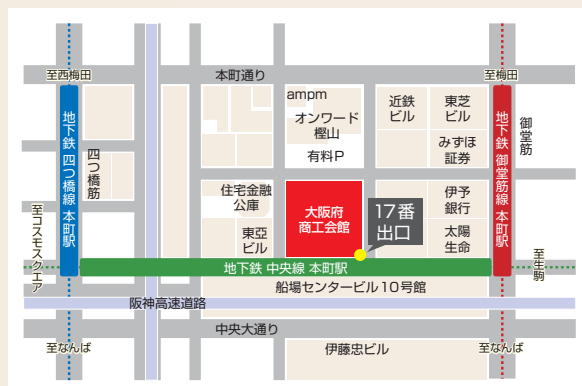 至西梅田
本町通り
至梅田
ampm
オンワード
樫山
有料P
近鉄
ビル
東芝
ビル
みずほ
証券
御堂筋
地下鉄 四つ橋線 本町駅
四つ橋筋
地下鉄 御堂筋線 本町駅
住宅金融
公庫
東亞
ビル
大阪府
商工会館
17番
出口
伊予
銀行
太陽
生命
至コスモスクエア
至生駒
地下鉄 中央線 本町駅
船場センタービル10号館
阪神高速道路
中央大通り
至なんば
伊藤忠ビル
至なんば